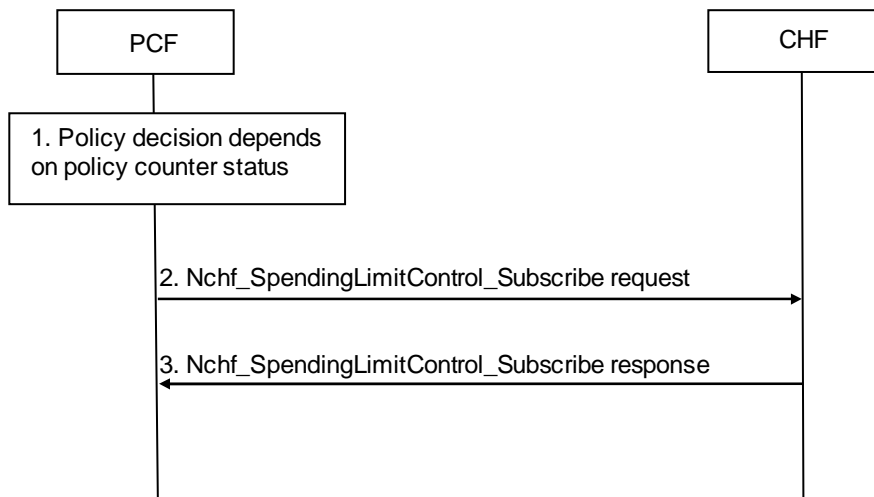 PCF
CHF
1. Policy decision depends
on policy counter status
2. Nchf_SpendingLimitControl_Subscribe request
3. Nchf_SpendingLimitControl_Subscribe response